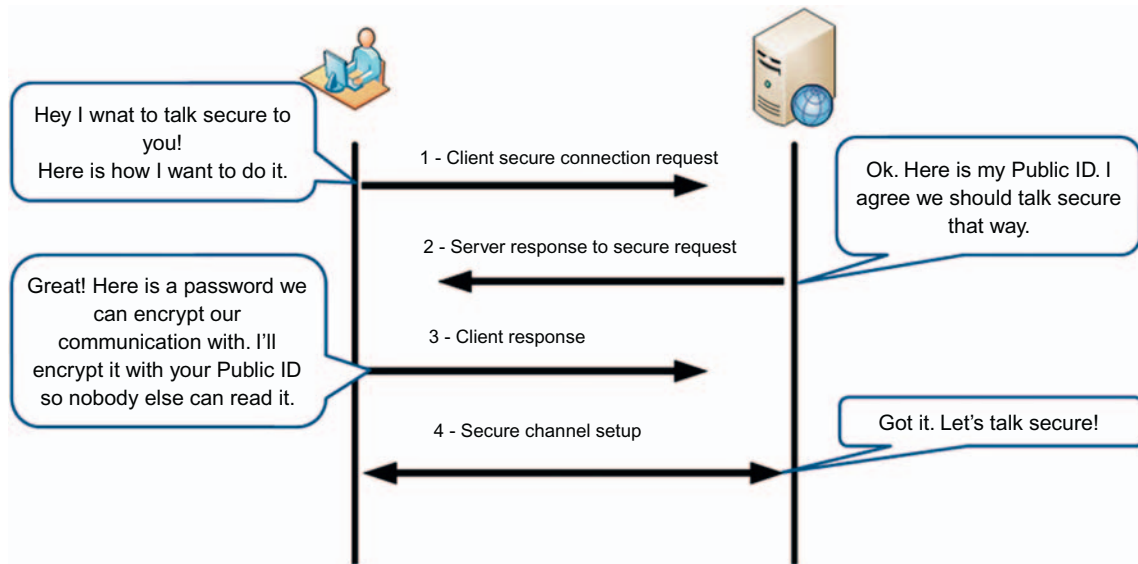 Hey I wnat to talk secure to
you!
Here is how I want to do it.
1 - Client secure connection request
Ok. Here is my Public ID. I
agree we should talk secure
that way.
2 - Server response to secure request
Great! Here is a password we
can encrypt our
communication with. I’ll
encrypt it with your Public ID
so nobody else can read it.
3 - Client response
4 - Secure channel setup
Got it. Let’s talk secure!